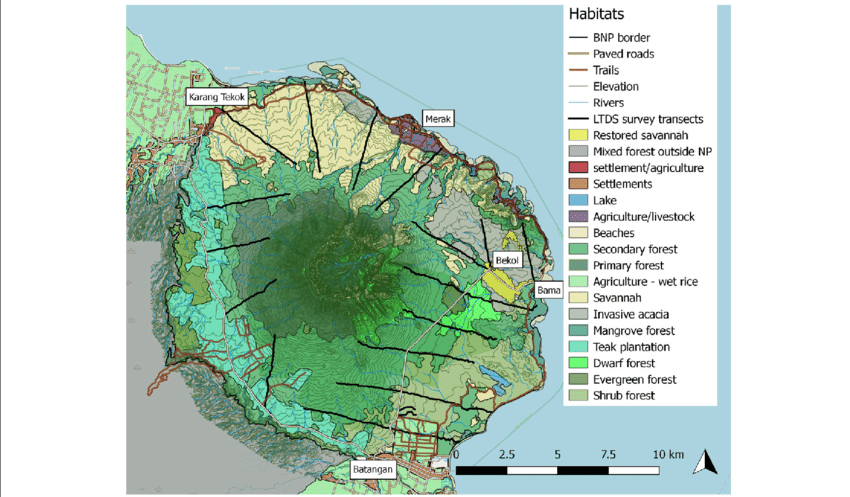 Habitats
BNP border
Paved roads
Trails
Elevation
Rivers
LTDS survey transects
Restored savannah
Mixed forest outside NP
settlement/agriculture
Settlements
Lake
Agriculture/livestock
Beaches
Secondary forest
Primary forest
Agriculture - wet rice
Savannah
Invasive acacia
Mangrove forest
Teak plantation
Dwarf forest
Evergreen forest
Shrub forest
Karang Tekok
Merak
Bekol
Bama
Batangan
0 2.5 5 7.5 10 km